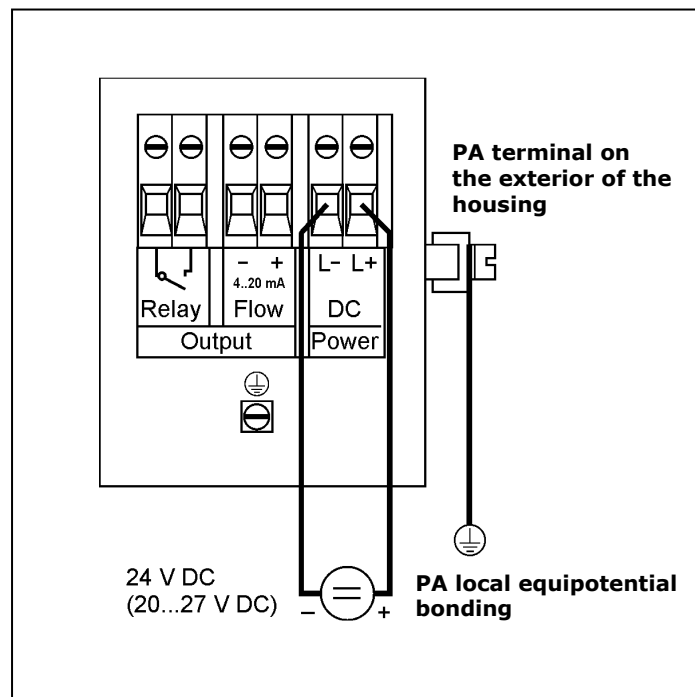 PA terminal on
the exterior of the
housing
– + L- L+
4..20 mA
Relay Flow DC
Output Power
24 V DC
(20...27 V DC) – +
PA local equipotential
bonding